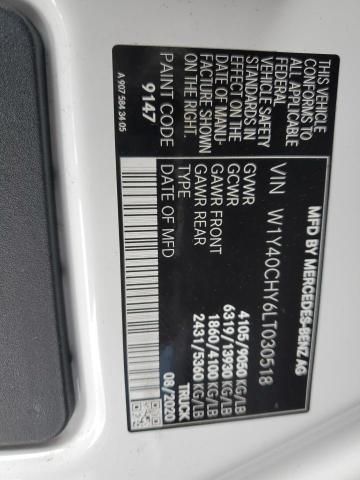 MFD BY MERCEDES-BENZ AG
VIN W1Y40CHY6LT030518
GVWR 4105/9050 KG/LB
GCWR 6319/13930 KG/LB
GAWR FRONT 1860/4100 KG/LB
GAWR REAR 2431/5360 KG/LB
TYPE TRUCK
DATE OF MFD 08/2020
THIS VEHICLE
CONFORMS TO
ALL APPLICABLE
FEDERAL
VEHICLE SAFETY
STANDARDS IN
EFFECT ON THE
DATE OF MANU-
FACTURE SHOWN
ON THE RIGHT.
PAINT CODE
9147
A 907 584 34 05